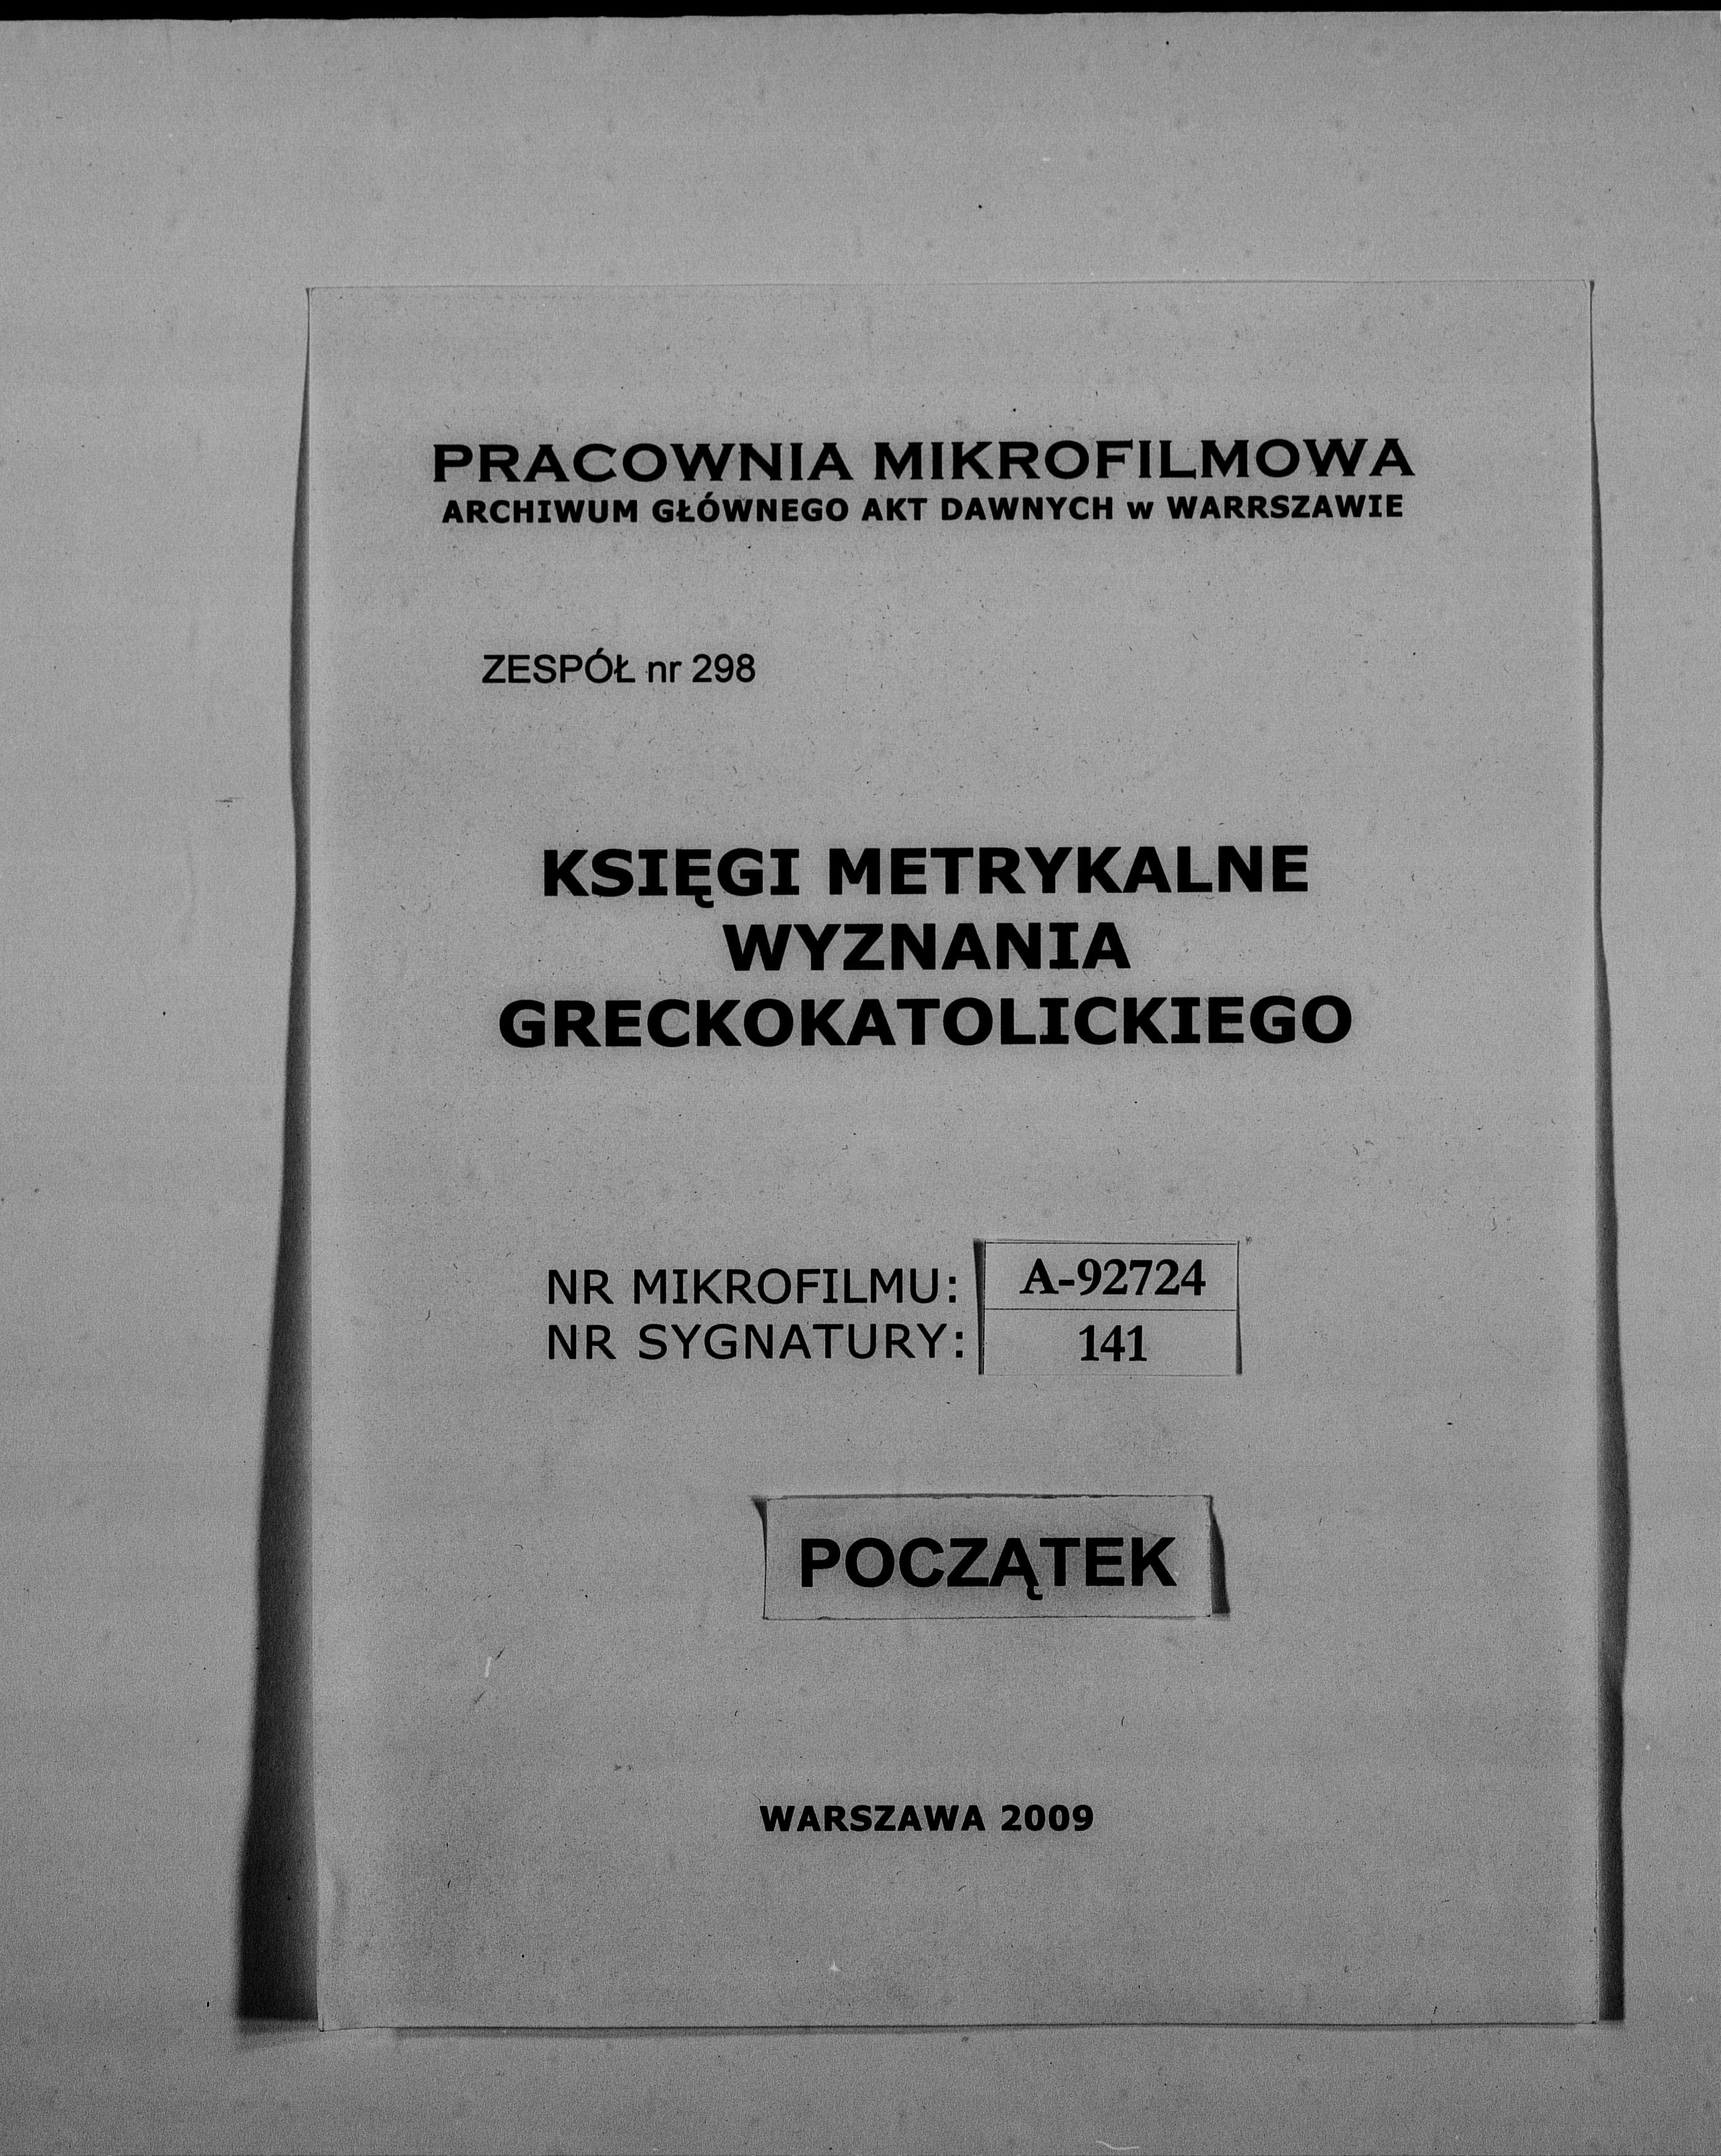 PRACOWNIA MIKROFILMOWA
ARCHIWUM GŁÓWNEGO AKT DAWNYCH w WARRSZAWIE
ZESPÓŁ nr 298
KSIĘGI METRYKALNE
WYZNANIA
GRECKOKATOLICKIEGO
NR MIKROFILMU: A-92724
NR SYGNATURY: 141
POCZĄTEK
WARSZAWA 2009